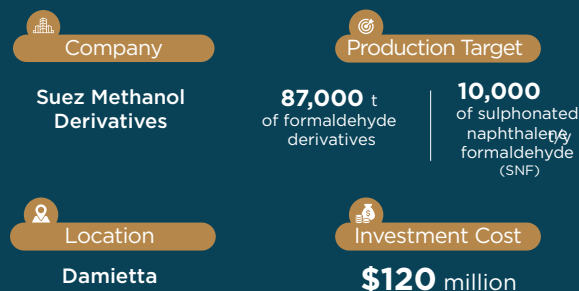 Company
Suez Methanol
Derivatives
Production Target
87,000 t
of formaldehyde
derivatives
10,000
of sulphonated
naphthalene
t/y
formaldehyde
(SNF)
Location
Damietta
Investment Cost
$120 million